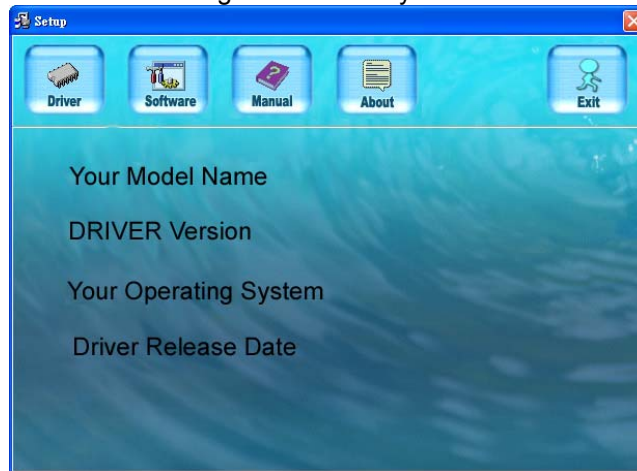 Setup
Driver Software Manual About Exit
Your Model Name
DRIVER Version
Your Operating System
Driver Release Date